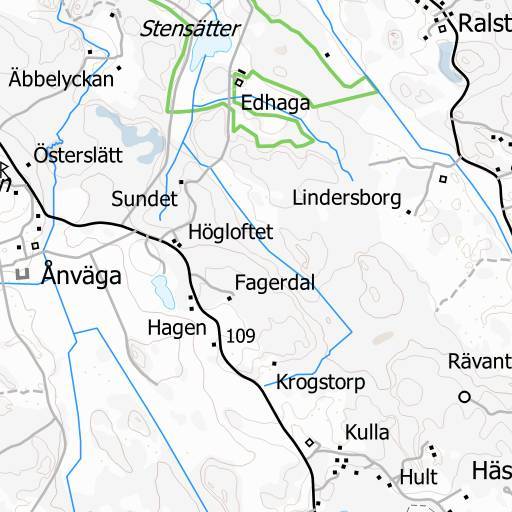 Stensätter
Ralst
Äbbelyckan
Edhaga
Österslätt
n
Sundet
Lindersborg
Högloftet
Ånväga
Fagerdal
Hagen
109
Rävant
Krogstorp
Kulla
Hult
Häs